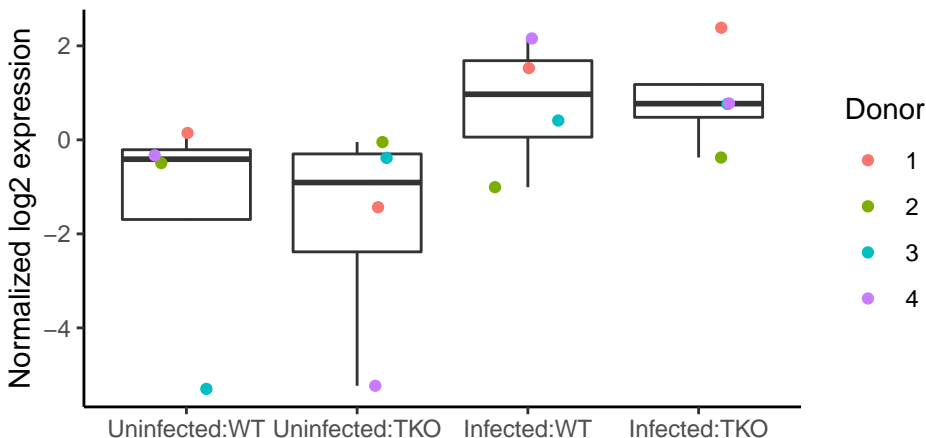 Normalized log2 expression
2
0
−2
−4
Uninfected:WT
Uninfected:TKO
Infected:WT
Infected:TKO
Donor
1
2
3
4